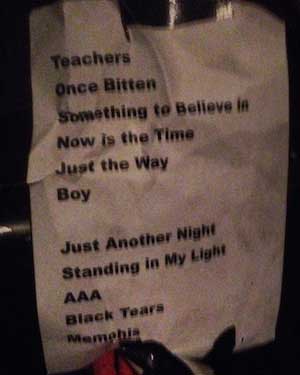 Teachers
Once Bitten
Something to Believe in
Now is the Time
Just the Way
Boy
Just Another Night
Standing in My Light
AAA
Black Tears
Memphis